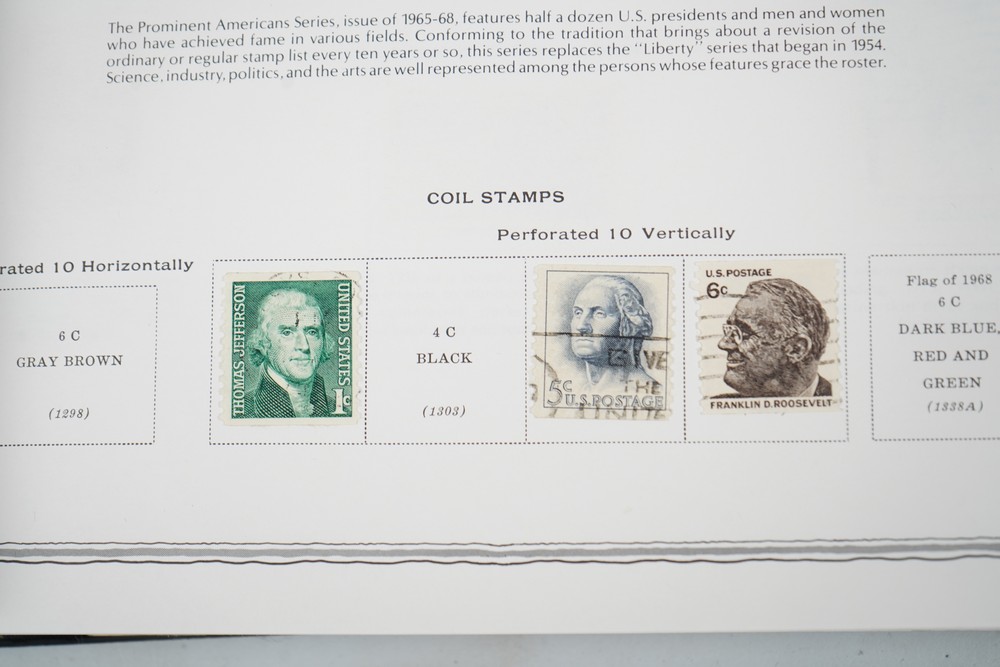 The Prominent Americans Series, issue of 1965-68, features half a dozen U.S. presidents and men and women
who have achieved fame in various fields. Conforming to the tradition that brings about a revision of the
ordinary or regular stamp list every ten years or so, this series replaces the "Liberty" series that began in 1954.
Science, industry, politics, and the arts are well represented among the persons whose features grace the roster.
COIL STAMPS
Perforated 10 Vertically
rated 10 Horizontally
6 C
GRAY BROWN
(1298)
THOMAS JEFFERSON
UNITED STATES
1c
4 C
BLACK
(1303)
GIVE
THE
5c
U.S. POSTAGE
U.S. POSTAGE
6c
FRANKLIN D. ROOSEVELT
Flag of 1968
6 C
DARK BLUE,
RED AND
GREEN
(1338A)